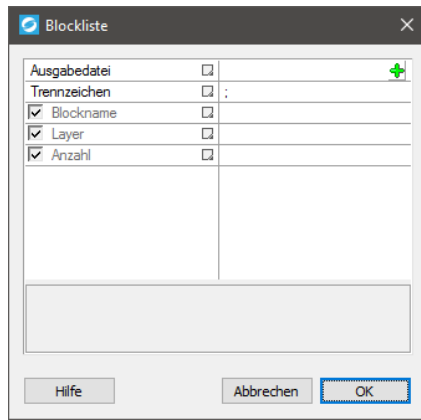 Blockliste
Ausgabedatei
Trennzeichen ;
Blockname
Layer
Anzahl
Hilfe Abbrechen OK